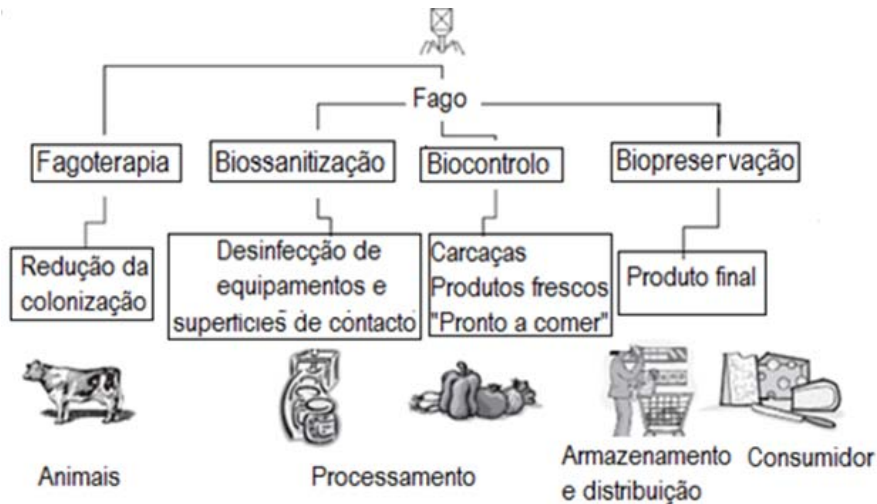 Fago
Fagoterapia
Biossanitização
Biocontrolo
Biopreservação
Redução da
colonização
Desinfecção de
equipamentos e
superficies de contacto
Carcaças
Produtos frescos
"Pronto a comer"
Produto final
Animais
Processamento
Armazenamento
e distribuição
Consumidor